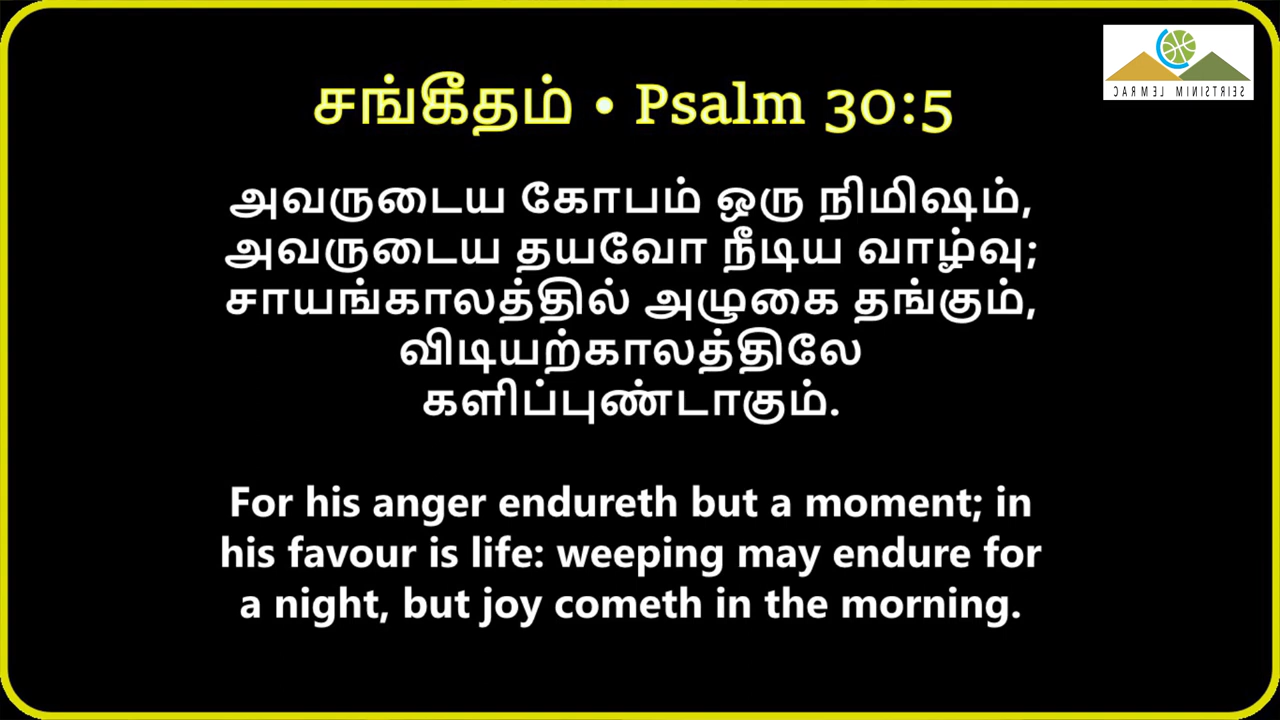 சங்கீதம் • Psalm 30:5
CARMEL MINISTRIES
அவருடைய கோபம் ஒரு நிமிஷம்,
அவருடைய தயவோ நீடிய வாழ்வு;
சாயங்காலத்தில் அழுகை தங்கும்,
விடியற்காலத்திலே
களிப்புண்டாகும்.
For his anger endureth but a moment; in
his favour is life: weeping may endure for
a night, but joy cometh in the morning.